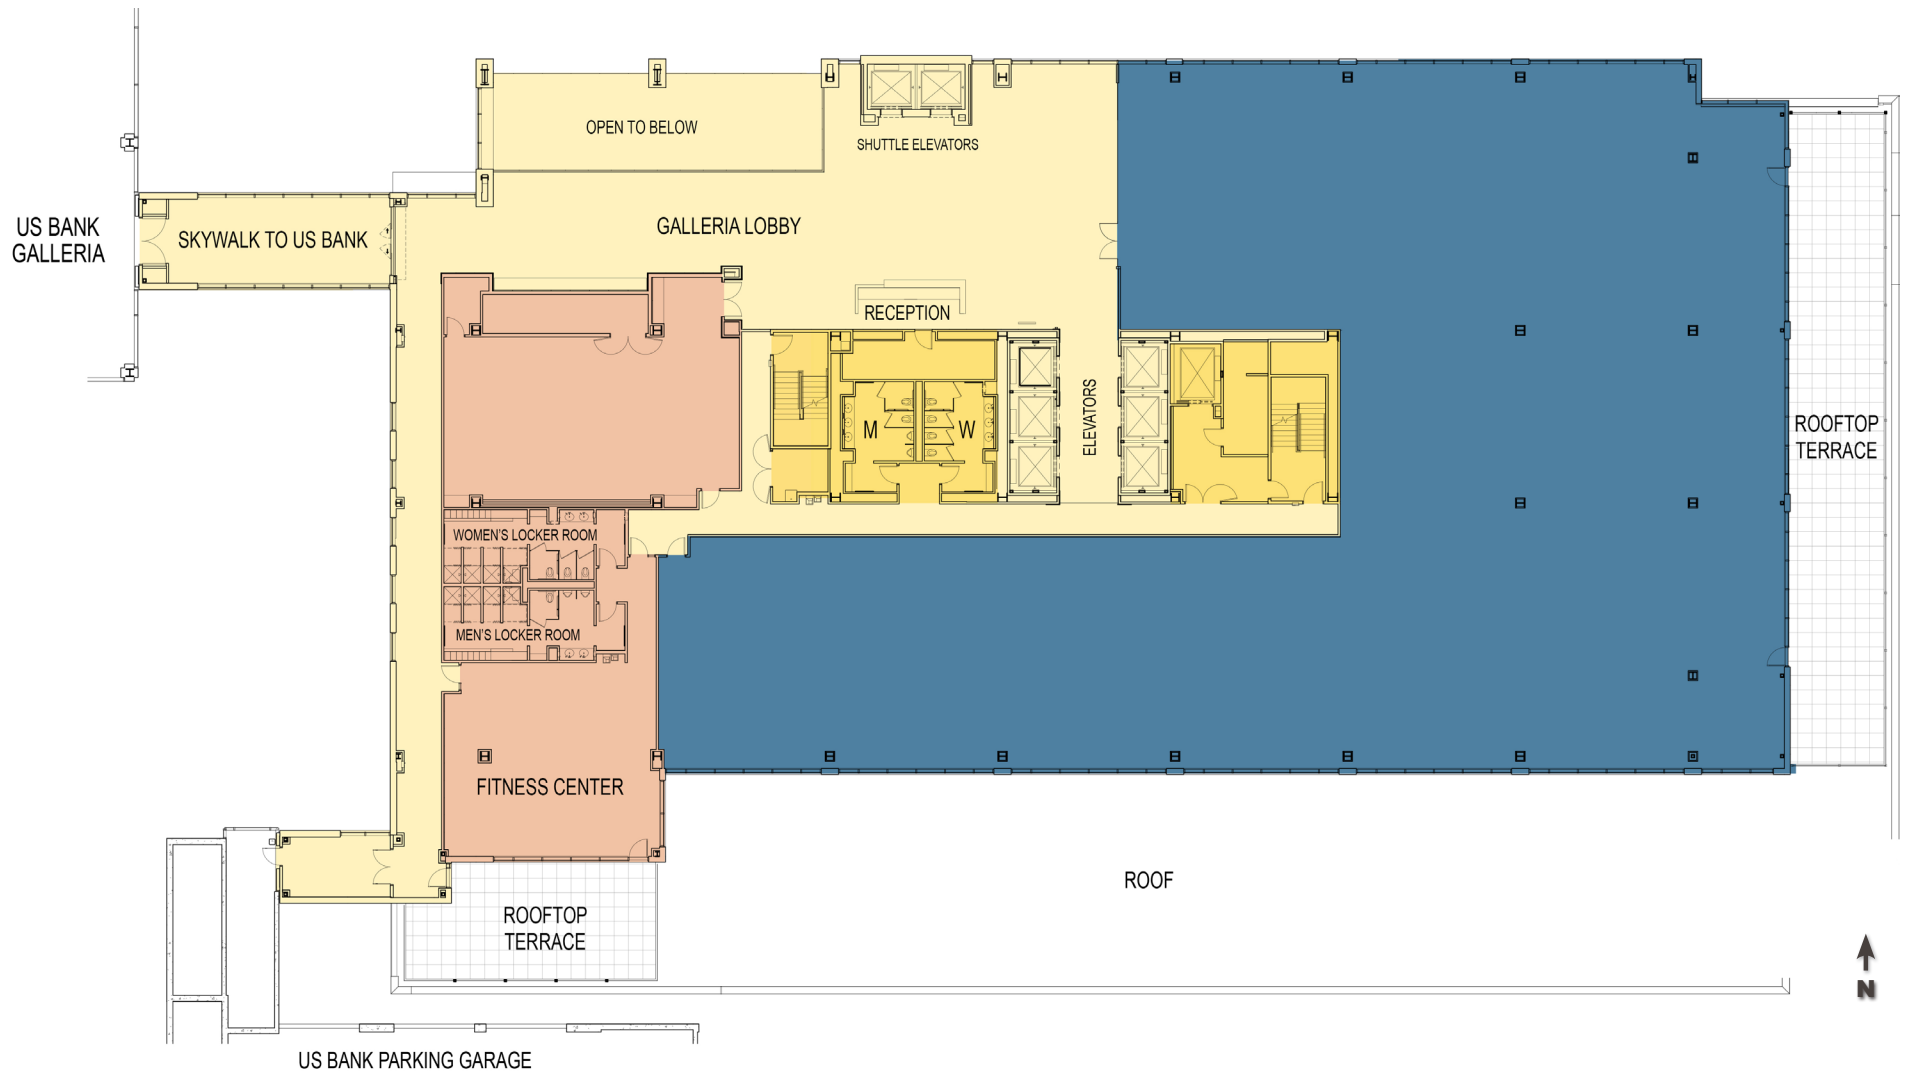 OPEN TO BELOW
SHUTTLE ELEVATORS
US BANK
GALLERIA
SKYWALK TO US BANK
GALLERIA LOBBY
RECEPTION
ELEVATORS
M
W
ROOFTOP
TERRACE
WOMEN'S LOCKER ROOM
MEN'S LOCKER ROOM
FITNESS CENTER
ROOF
ROOFTOP
TERRACE
N
US BANK PARKING GARAGE